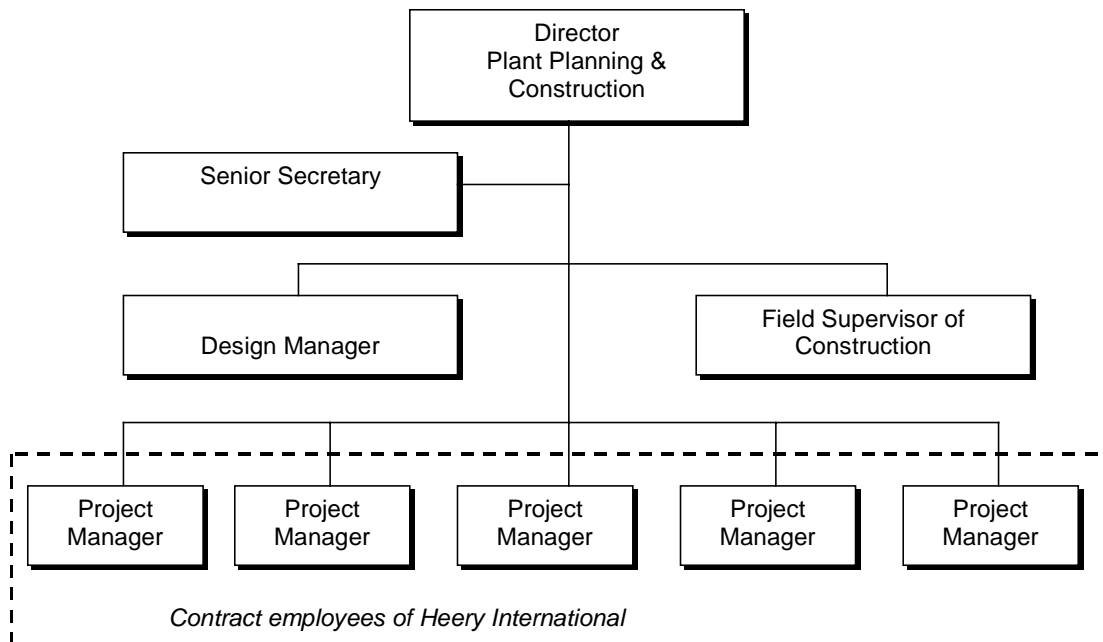 Director
Plant Planning &
Construction
Senior Secretary
Design Manager
Field Supervisor of
Construction
Project
Manager
Project
Manager
Project
Manager
Project
Manager
Project
Manager
Contract employees of Heery International